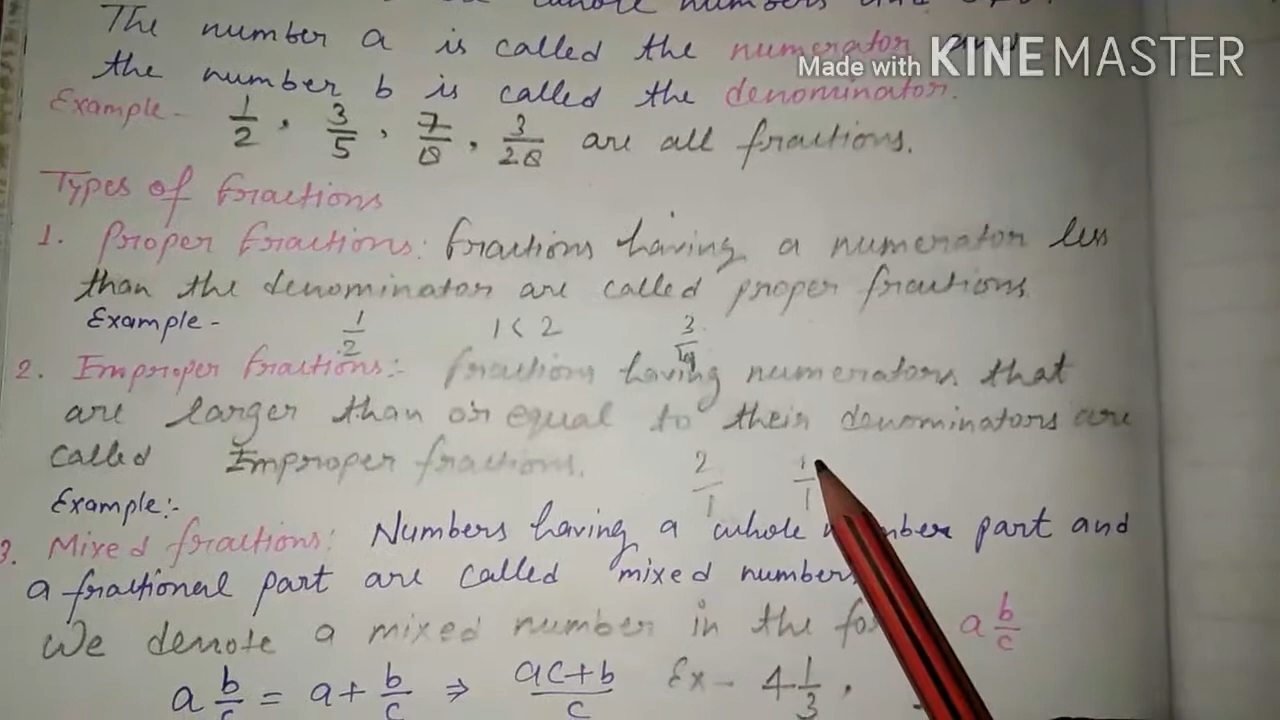 whole numbers and
The number a is called the numerator and
Made with KINEMASTER
the number b is called the denominator.
Example - 1/2, 3/5, 7/8, 3/28 are all fractions.
Types of fractions
1. Proper fractions: fractions having a numerator less
than the denominator are called proper fractions
Example - 1/2 1<2
2. Improper fractions:- fractions having numerators that
are larger than or equal to their denominators are
called Improper fractions. 2/1 1/1
Example:-
3. Mixed fractions: Numbers having a whole number part and
a fractional part are called mixed numbers
We denote a mixed number in the a b/c
a b/c = a + b/c ⇒ ac+b/c Ex - 4 1/3,